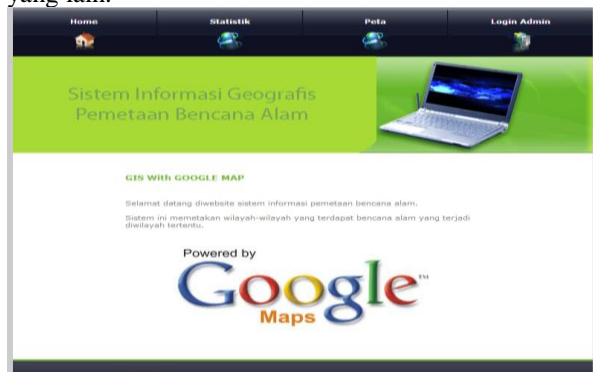 yang lain.
Home Statistik Peta Login Admin
Sistem Informasi Geografis
Pemetaan Bencana Alam
GIS With GOOGLE MAP
Selamat datang diwebsite sistem informasi pemetaan bencana alam.
Sistem ini memetakan wilayah-wilayah yang terdapat bencana alam yang terjadi
diwilayah tertentu.
Powered by
Google™
Maps